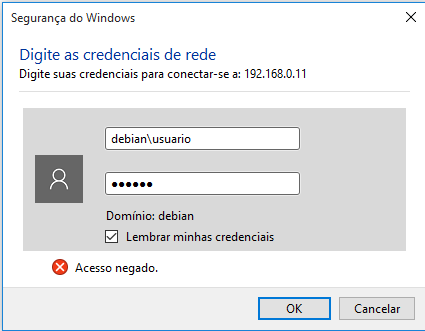 Segurança do Windows
Digite as credenciais de rede
Digite suas credenciais para conectar-se a: 192.168.0.11
debian\usuario
●●●●●●
Domínio: debian
Lembrar minhas credenciais
Acesso negado.
OK
Cancelar